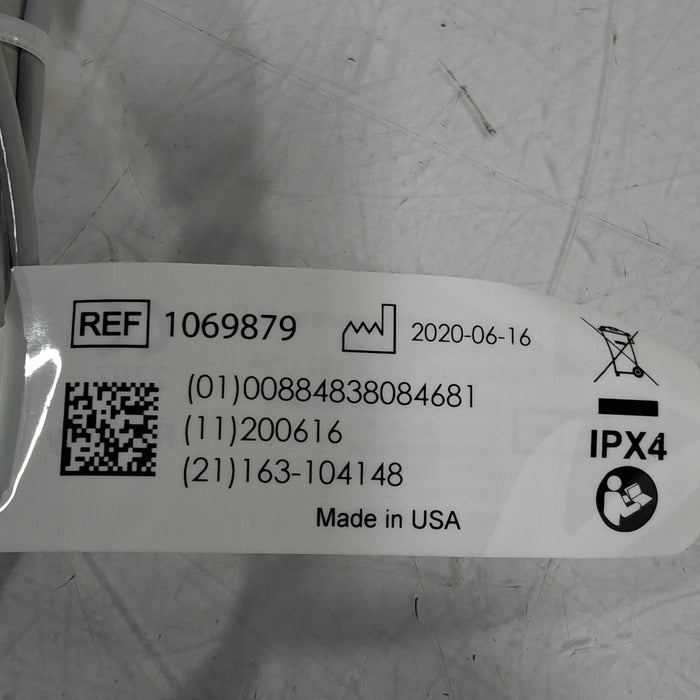 REF 1069879 2020-06-16
(01)00884838084681
(11)200616
(21)163-104148
Made in USA
IPX4